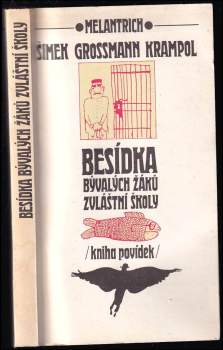 BESÍDKA BÝVALÝCH ŽÁKŮ ZVLÁŠTNÍ ŠKOLY
MELANTRICH
ŠIMEK GROSSMANN KRAMPOL
BESÍDKA
BÝVALÝCH ŽÁKŮ
ZVLÁŠTNÍ ŠKOLY
/kniha povídek/